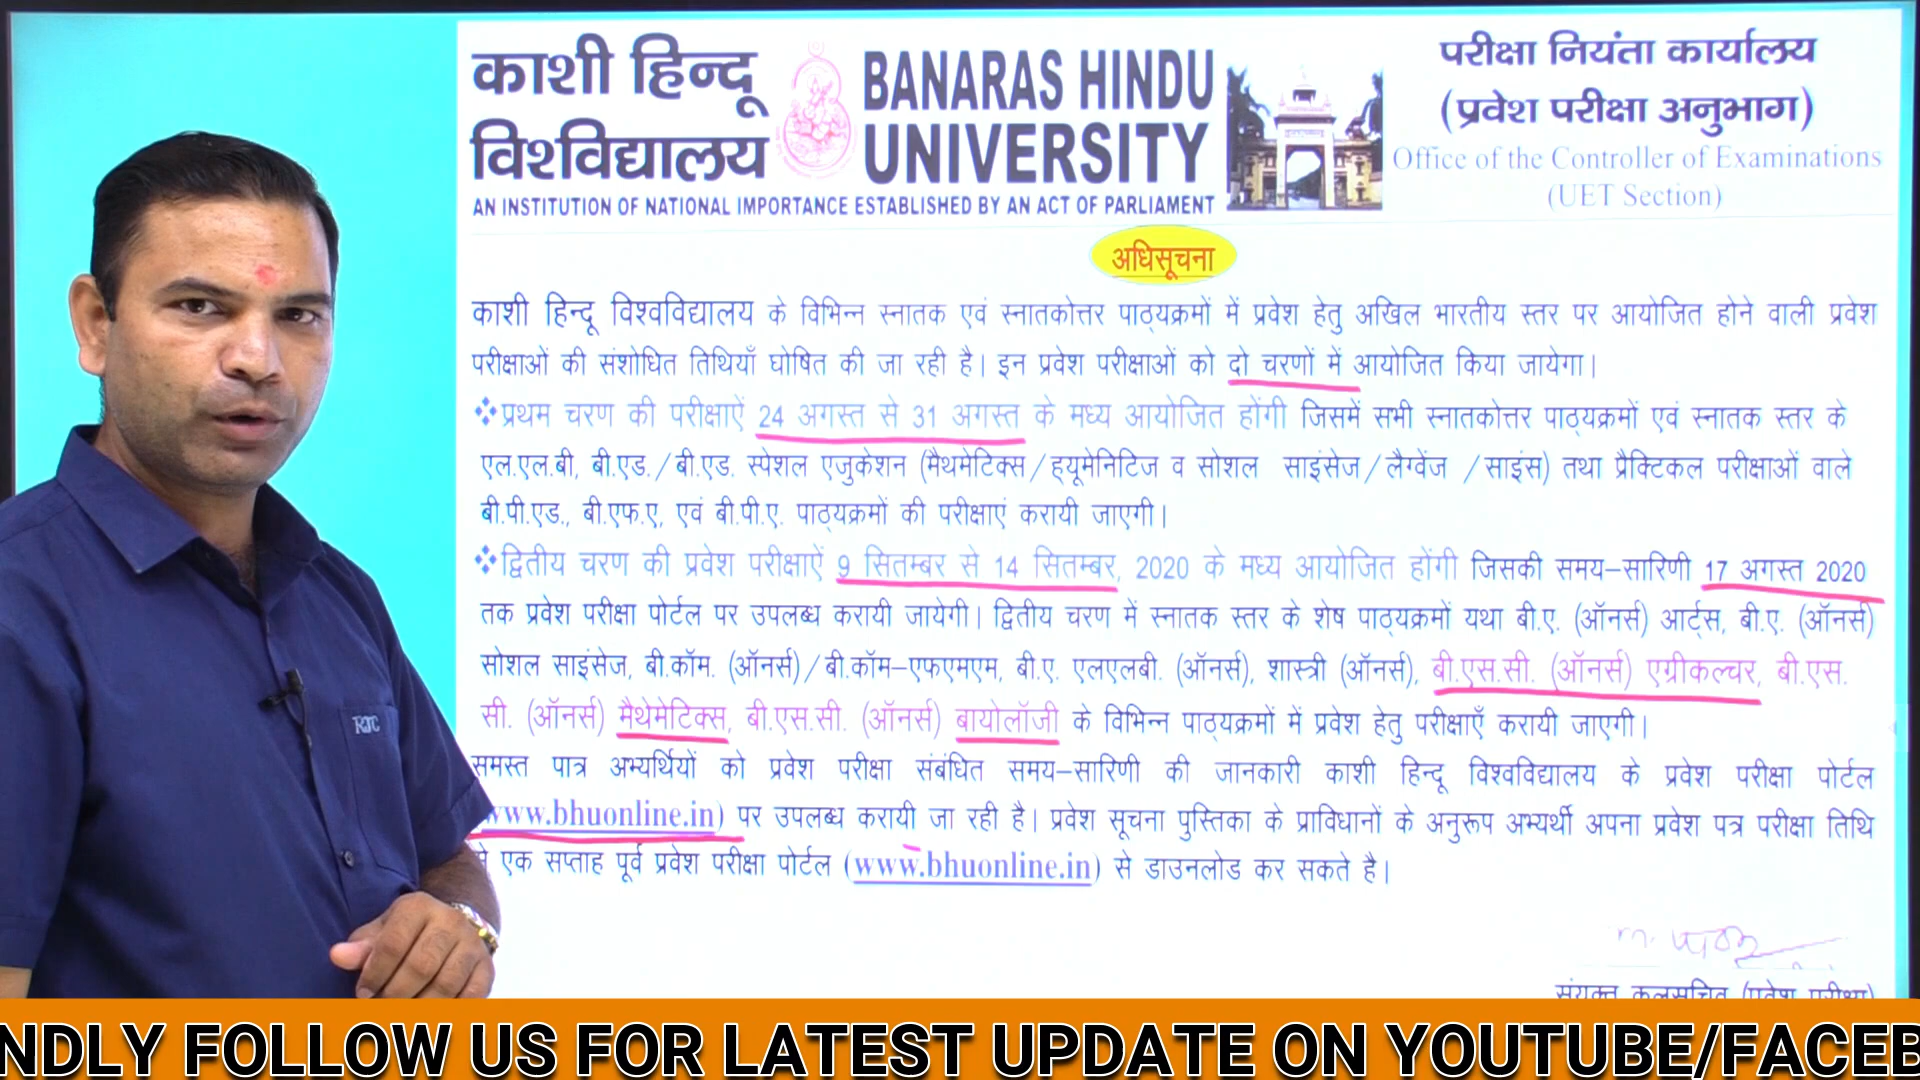 काशी हिन्दू
विश्वविद्यालय
BANARAS HINDU
UNIVERSITY
AN INSTITUTION OF NATIONAL IMPORTANCE ESTABLISHED BY AN ACT OF PARLIAMENT
परीक्षा नियंता कार्यालय
(प्रवेश परीक्षा अनुभाग)
Office of the Controller of Examinations
(UET Section)
अधिसूचना
काशी हिन्दू विश्वविद्यालय के विभिन्न स्नातक एवं स्नातकोत्तर पाठ्यक्रमों में प्रवेश हेतु अखिल भारतीय स्तर पर आयोजित होने वाली प्रवेश
परीक्षाओं की संशोधित तिथियाँ घोषित की जा रही है। इन प्रवेश परीक्षाओं को दो चरणों में आयोजित किया जायेगा।
❖प्रथम चरण की परीक्षाऐं 24 अगस्त से 31 अगस्त के मध्य आयोजित होंगी जिसमें सभी स्नातकोत्तर पाठ्यक्रमों एवं स्नातक स्तर के
एल.एल.बी, बी.एड./बी.एड. स्पेशल एजुकेशन (मैथमेटिक्स/ह्यूमेनिटिज व सोशल साइंसेज/लैग्वेंज /साइंस) तथा प्रैक्टिकल परीक्षाओं वाले
बी.पी.एड., बी.एफ.ए, एवं बी.पी.ए. पाठ्यक्रमों की परीक्षाएं करायी जाएगी।
❖द्वितीय चरण की प्रवेश परीक्षाऐं 9 सितम्बर से 14 सितम्बर, 2020 के मध्य आयोजित होंगी जिसकी समय-सारिणी 17 अगस्त 2020
तक प्रवेश परीक्षा पोर्टल पर उपलब्ध करायी जायेगी। द्वितीय चरण में स्नातक स्तर के शेष पाठ्यक्रमों यथा बी.ए. (ऑनर्स) आर्ट्स, बी.ए. (ऑनर्स)
सोशल साइंसेज, बी.कॉम. (ऑनर्स)/बी.कॉम-एफएमएम, बी.ए. एलएलबी. (ऑनर्स), शास्त्री (ऑनर्स), बी.एस.सी. (ऑनर्स) एग्रीकल्चर, बी.एस.
सी. (ऑनर्स) मैथेमेटिक्स, बी.एस.सी. (ऑनर्स) बायोलॉजी के विभिन्न पाठ्यक्रमों में प्रवेश हेतु परीक्षाएँ करायी जाएगी।
समस्त पात्र अभ्यर्थियों को प्रवेश परीक्षा संबंधित समय-सारिणी की जानकारी काशी हिन्दू विश्वविद्यालय के प्रवेश परीक्षा पोर्टल
www.bhuonline.in) पर उपलब्ध करायी जा रही है। प्रवेश सूचना पुस्तिका के प्राविधानों के अनुरूप अभ्यर्थी अपना प्रवेश पत्र परीक्षा तिथि
से एक सप्ताह पूर्व प्रवेश परीक्षा पोर्टल (www.bhuonline.in) से डाउनलोड कर सकते है।
संयुक्त कुलसचिव (प्रवेश परीक्षा)
RJC
NDLY FOLLOW US FOR LATEST UPDATE ON YOUTUBE/FACEB